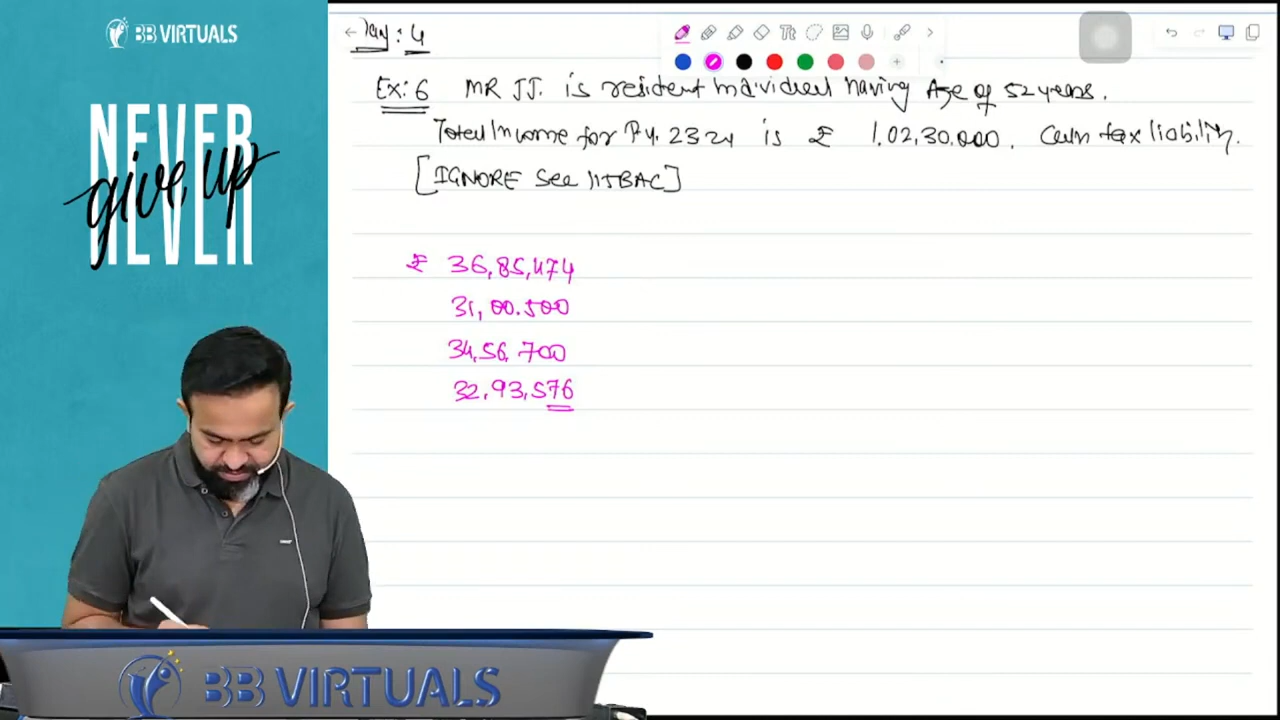 BB VIRTUALS
NEVER
give up
NEVER
Day : 4
Ex: 6 MR JJ. is resident Individual having Age of 52 years.
Total Income for P.Y. 23 24 is ₹ 1,02,30,000. Cum tax liability.
[IGNORE Sec 115BAC]
₹ 36,85,474
31,00.500
34,56,700
32,93,576
BB VIRTUALS